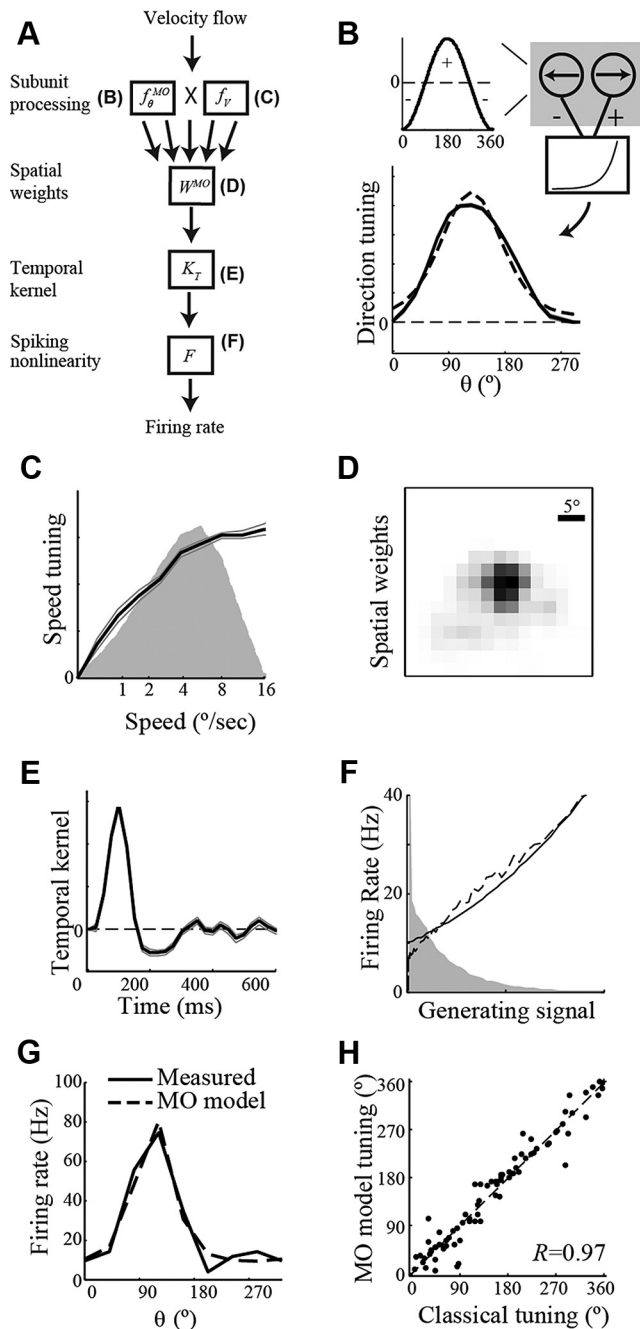 A
Velocity flow
Subunit processing
(B) f_θ^MO X f_V (C)
Spatial weights
W^MO (D)
Temporal kernel
K_T (E)
Spiking nonlinearity
F (F)
Firing rate
B
+
0
- -
0 180 360
- +
Direction tuning
0
0 90 180 270
θ (º)
C
Speed tuning
0
1 2 4 8 16
Speed (º/sec)
D
Spatial weights
5°
E
Temporal kernel
0
0 200 400 600
Time (ms)
F
Firing Rate (Hz)
40
20
0
Generating signal
G
Measured
MO model
Firing rate (Hz)
100
80
60
40
20
0
0 90 180 270
θ (º)
H
MO model tuning (º)
360
180
90
0
R=0.97
0 90 180 270 360
Classical tuning (º)